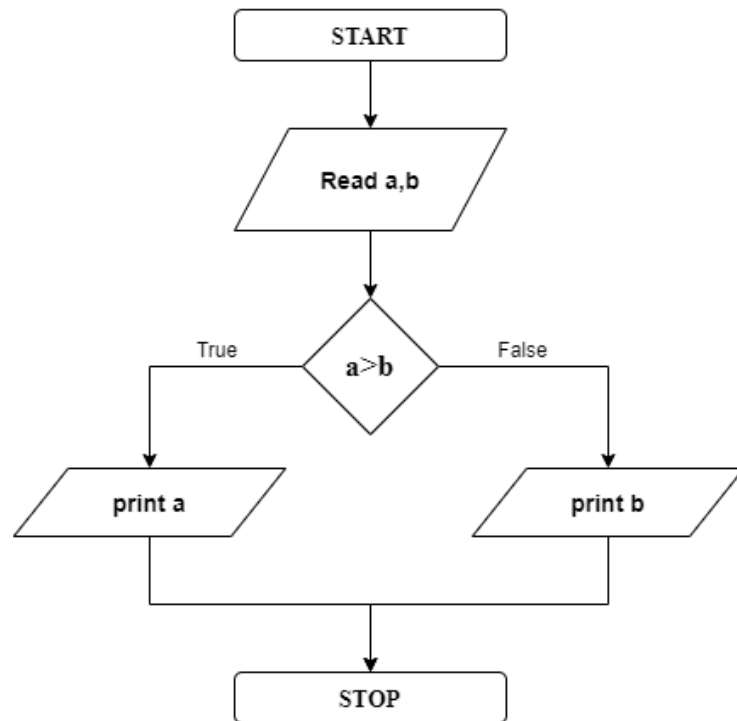 START
Read a,b
True
a>b
False
print a
print b
STOP